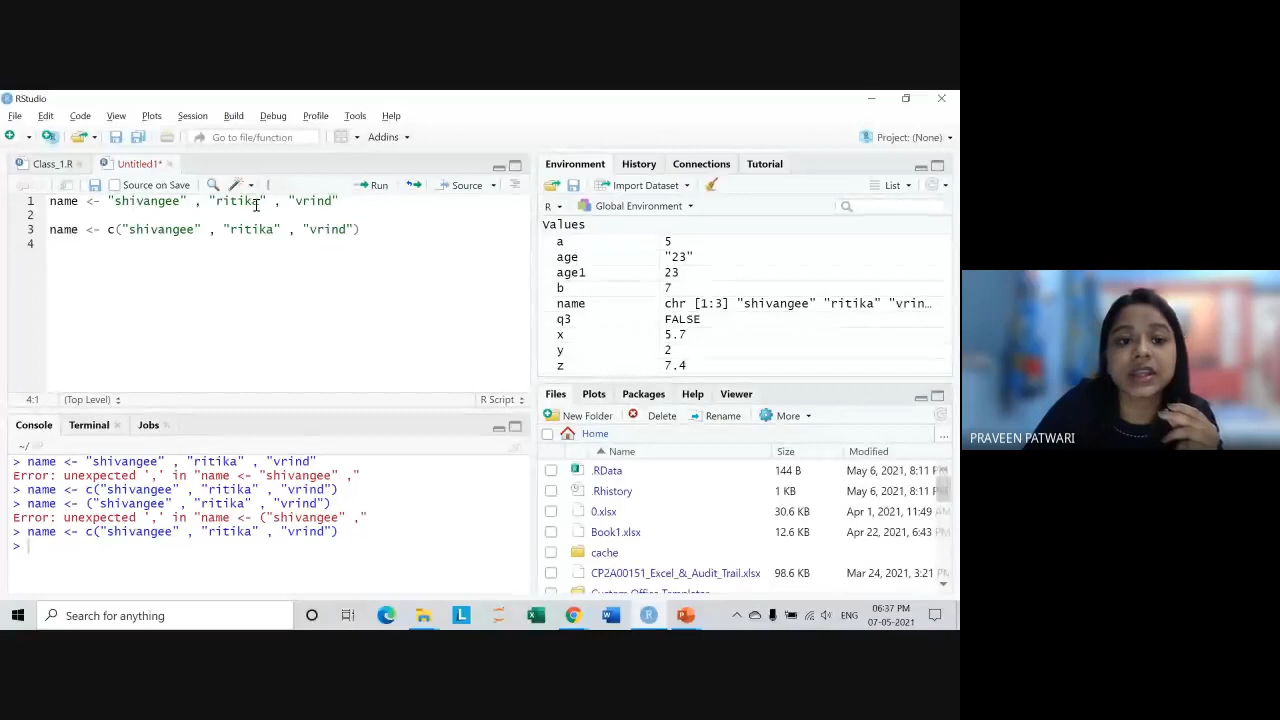 RStudio
File Edit Code View Plots Session Build Debug Profile Tools Help
Go to file/function Addins Project: (None)
Class_1.R Untitled1*
Source on Save Run Source
1 name <- "shivangee" , "ritika" , "vrind"
2
3 name <- c("shivangee" , "ritika" , "vrind")
4
4:1 (Top Level) R Script
Console Terminal Jobs
~/
> name <- "shivangee" , "ritika" , "vrind"
Error: unexpected ',' in "name <- "shivangee" ,"
> name <- c("shivangee" , "ritika" , "vrind")
> name <- ("shivangee" , "ritika" , "vrind")
Error: unexpected ',' in "name <- ("shivangee" ,"
> name <- c("shivangee" , "ritika" , "vrind")
>
Environment History Connections Tutorial
Import Dataset List
R Global Environment
Values
a 5
age "23"
age1 23
b 7
name chr [1:3] "shivangee" "ritika" "vrin…
q3 FALSE
x 5.7
y 2
z 7.4
Files Plots Packages Help Viewer
New Folder Delete Rename More
Home ...
Name Size Modified
.RData 144 B May 6, 2021, 8:11 PM
.Rhistory 1 KB May 6, 2021, 8:11 PM
0.xlsx 30.6 KB Apr 1, 2021, 11:49 AM
Book1.xlsx 12.6 KB Apr 22, 2021, 6:43 PM
cache
CP2A00151_Excel_&_Audit_Trail.xlsx 98.6 KB Mar 24, 2021, 3:21 P
Custom Office Templates
PRAVEEN PATWARI
Search for anything
ENG
06:37 PM
07-05-2021